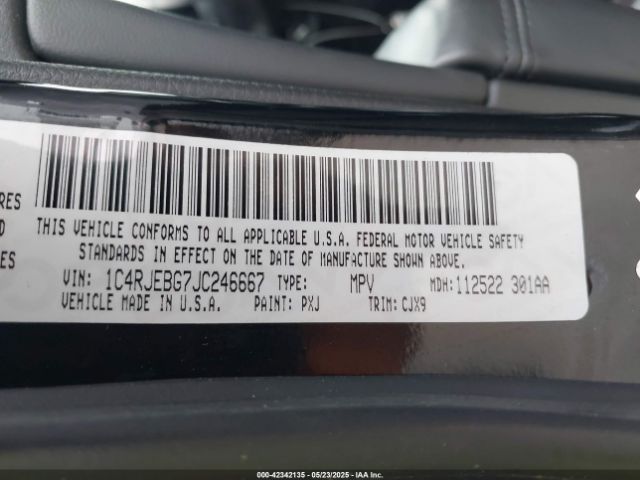 RES
THIS VEHICLE CONFORMS TO ALL APPLICABLE U.S.A. FEDERAL MOTOR VEHICLE SAFETY
STANDARDS IN EFFECT ON THE DATE OF MANUFACTURE SHOWN ABOVE.
VIN: 1C4RJEBG7JC246667 TYPE: MPV MDH:112522 301AA
VEHICLE MADE IN U.S.A. PAINT: PXJ TRIM: CJX9
000-42342135 - 05/23/2025 - IAA Inc.